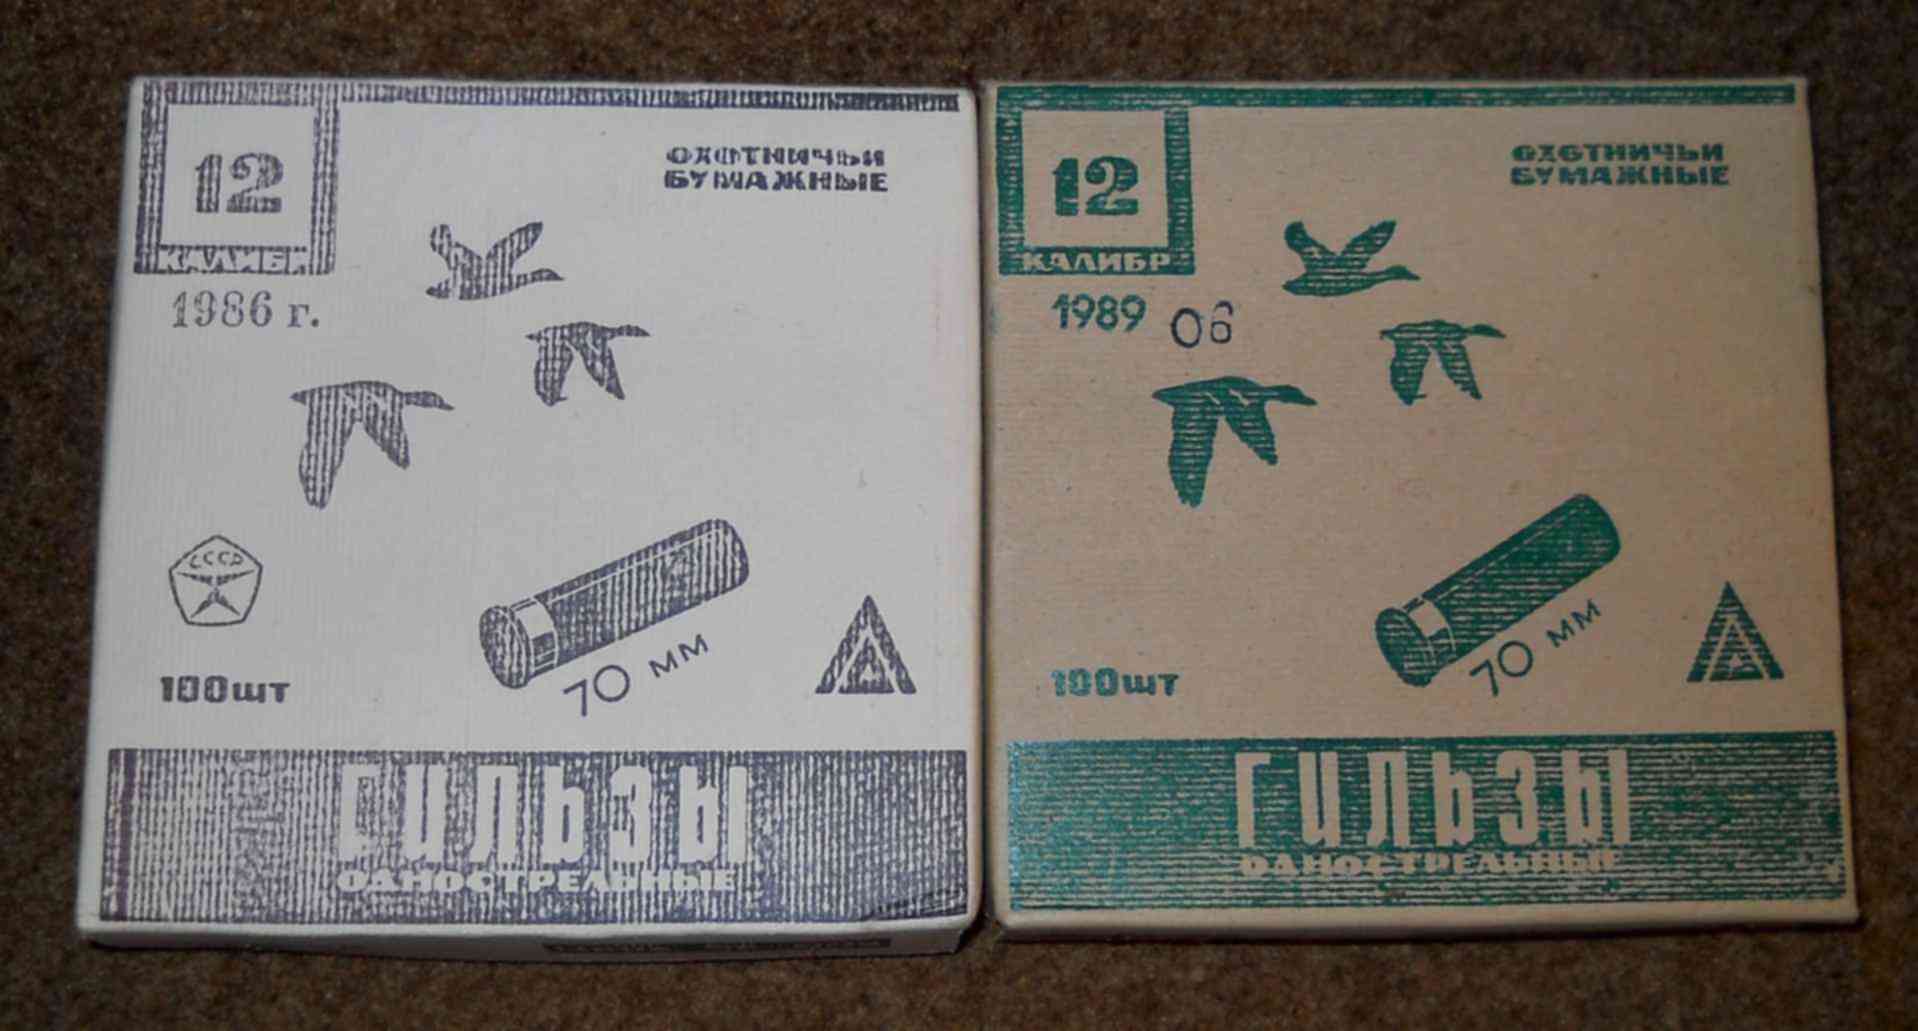 12
КАЛИБР
1986 г.
ОХОТНИЧЬИ
БУМАЖНЫЕ
СССР
100шт
70 мм
ГИЛЬЗЫ
ОДНОСТРЕЛЬНЫЕ
12
КАЛИБР
1989 06
ОХОТНИЧЬИ
БУМАЖНЫЕ
100шт
70 мм
ГИЛЬЗЫ
ОДНОСТРЕЛЬНЫЕ